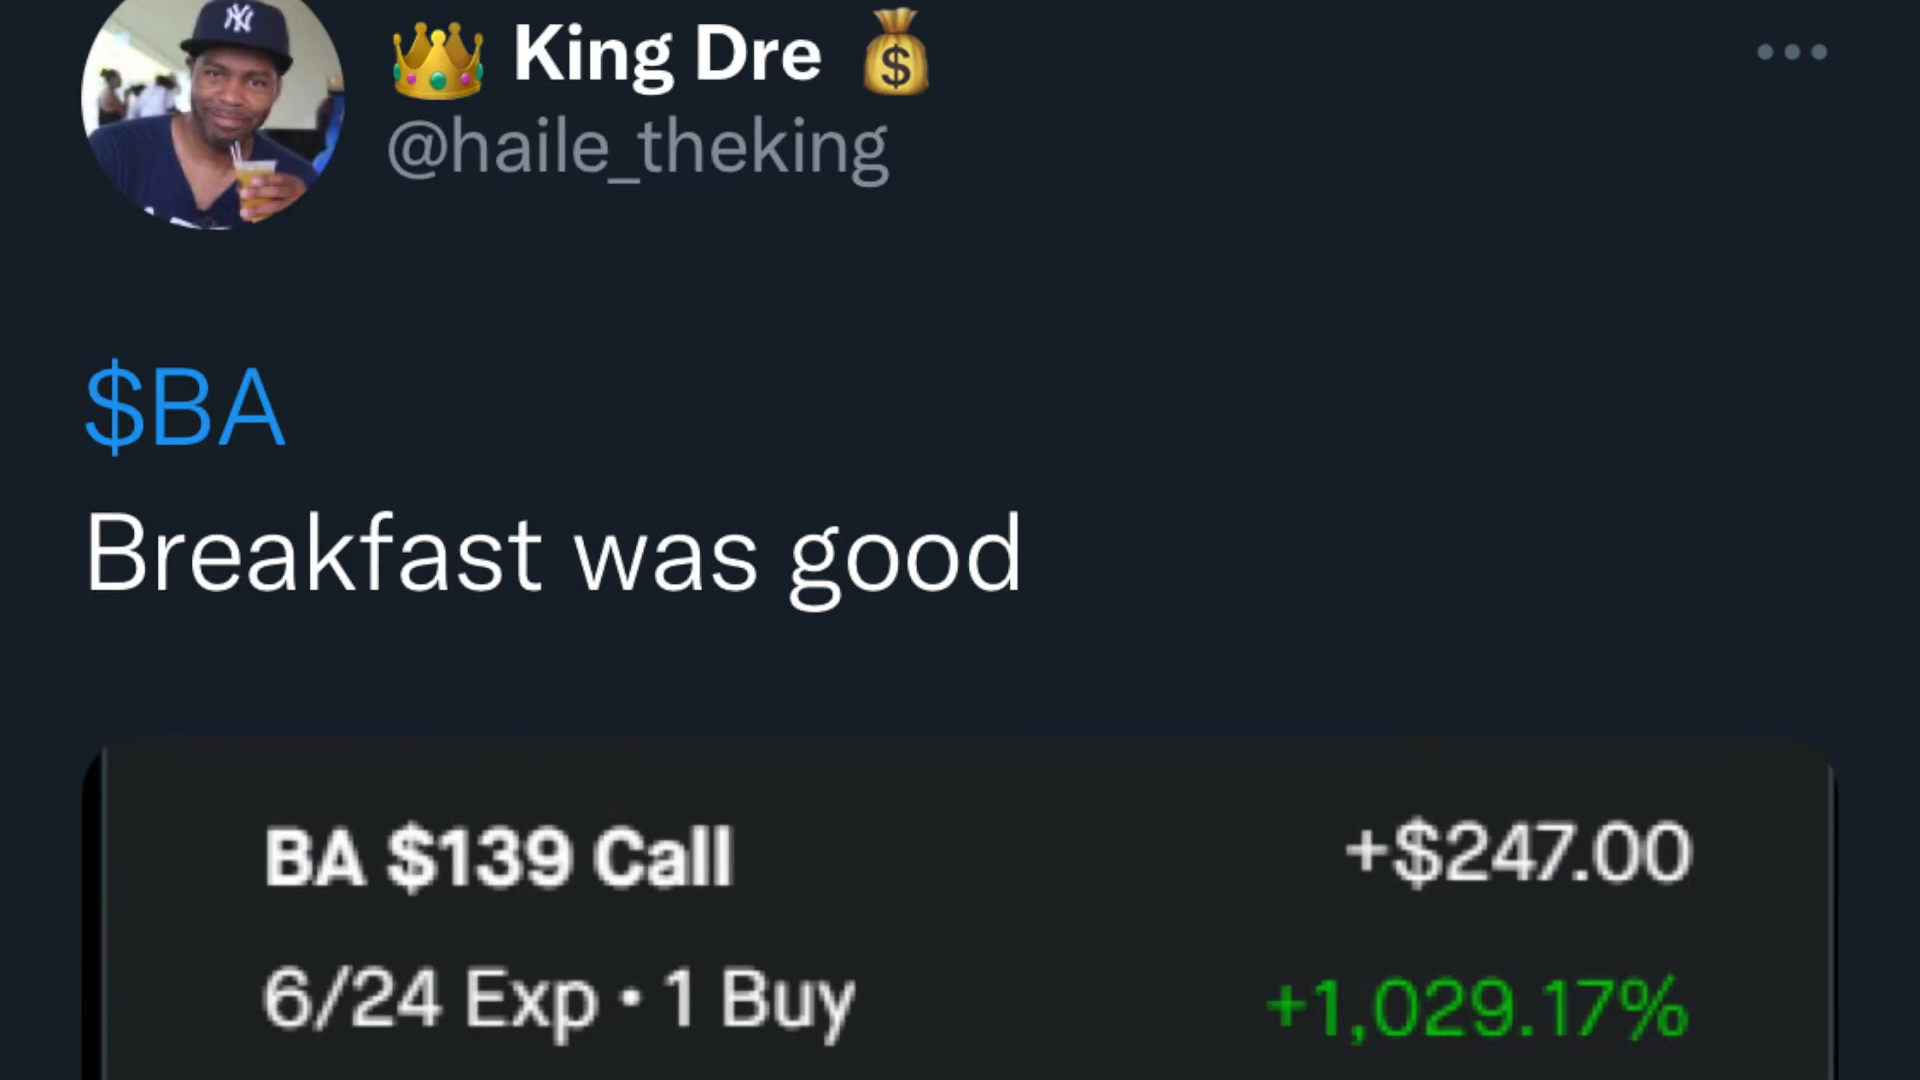 NY
👑 King Dre 💰
@haile_theking
$BA
Breakfast was good
BA $139 Call
+$247.00
6/24 Exp • 1 Buy
+1,029.17%